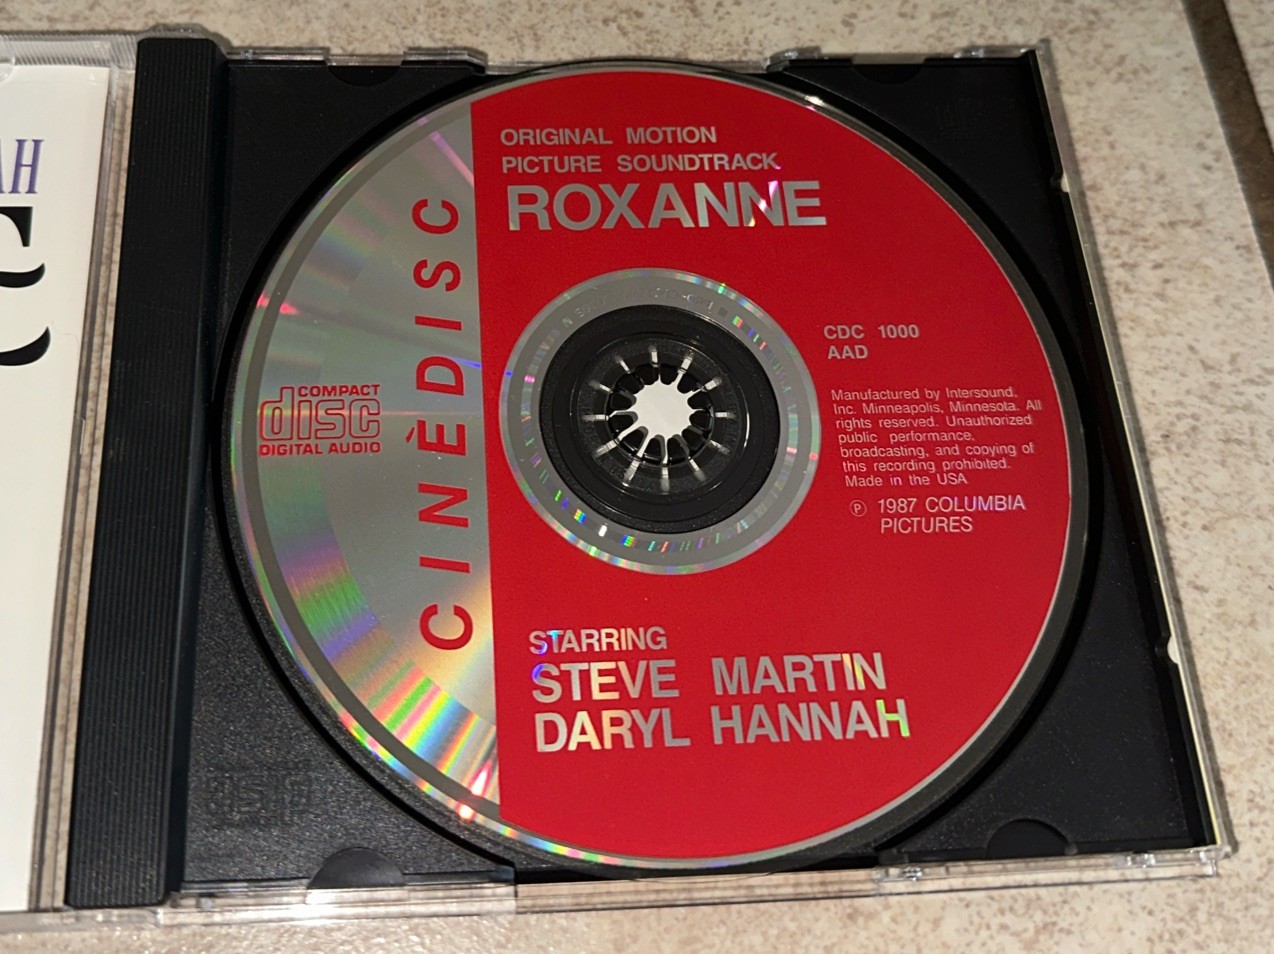 AH
ORIGINAL MOTION
PICTURE SOUNDTRACK
ROXANNE
CINÈDISC
COMPACT
disc
DIGITAL AUDIO
CDC 1000
AAD
Manufactured by Intersound,
Inc. Minneapolis, Minnesota. All
rights reserved. Unauthorized
public performance,
broadcasting, and copying of
this recording prohibited.
Made in the USA
℗ 1987 COLUMBIA
PICTURES
STARRING
STEVE MARTIN
DARYL HANNAH